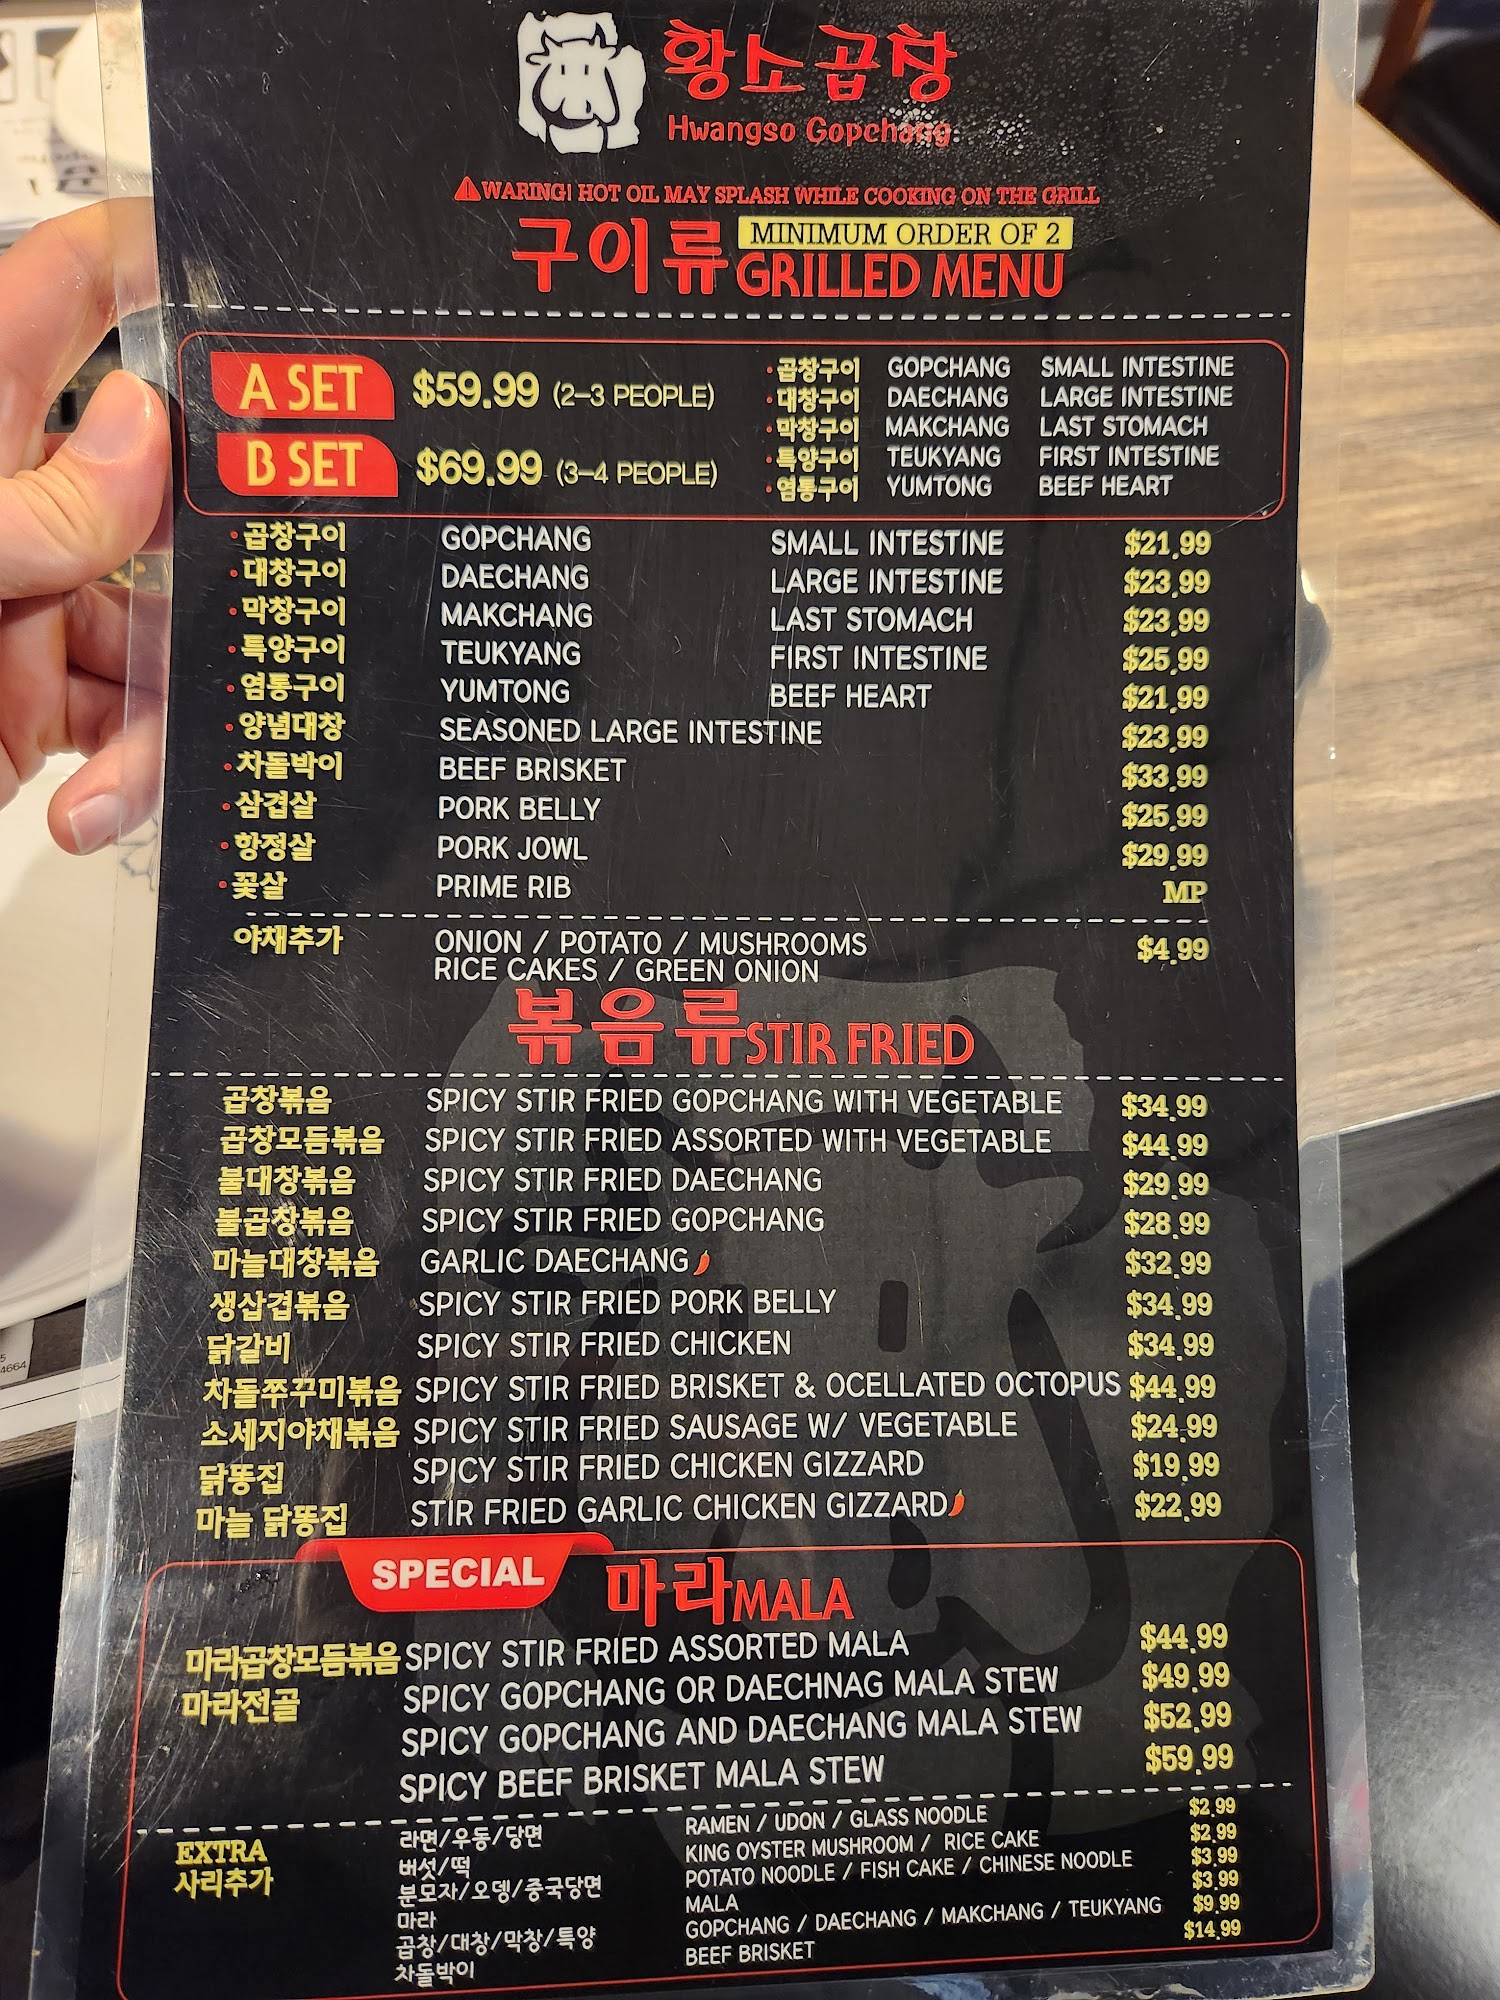 황소곱창
Hwangso Gopchang
WARING! HOT OIL MAY SPLASH WHILE COOKING ON THE GRILL
구이류 MINIMUM ORDER OF 2
GRILLED MENU
A SET $59.99 (2-3 PEOPLE)
B SET $69.99 (3-4 PEOPLE)
•곱창구이 GOPCHANG SMALL INTESTINE
•대창구이 DAECHANG LARGE INTESTINE
•막창구이 MAKCHANG LAST STOMACH
•특양구이 TEUKYANG FIRST INTESTINE
•염통구이 YUMTONG BEEF HEART
•곱창구이 GOPCHANG SMALL INTESTINE $21.99
•대창구이 DAECHANG LARGE INTESTINE $23.99
•막창구이 MAKCHANG LAST STOMACH $23.99
•특양구이 TEUKYANG FIRST INTESTINE $25.99
•염통구이 YUMTONG BEEF HEART $21.99
•양념대창 SEASONED LARGE INTESTINE $23.99
•차돌박이 BEEF BRISKET $33.99
•삼겹살 PORK BELLY $25.99
•항정살 PORK JOWL $29.99
•꽃살 PRIME RIB MP
야채추가 ONION / POTATO / MUSHROOMS $4.99
RICE CAKES / GREEN ONION
볶음류 STIR FRIED
곱창볶음 SPICY STIR FRIED GOPCHANG WITH VEGETABLE $34.99
곱창모듬볶음 SPICY STIR FRIED ASSORTED WITH VEGETABLE $44.99
불대창볶음 SPICY STIR FRIED DAECHANG $29.99
불곱창볶음 SPICY STIR FRIED GOPCHANG $28.99
마늘대창볶음 GARLIC DAECHANG $32.99
생삼겹볶음 SPICY STIR FRIED PORK BELLY $34.99
닭갈비 SPICY STIR FRIED CHICKEN $34.99
차돌쭈꾸미볶음 SPICY STIR FRIED BRISKET & OCELLATED OCTOPUS $44.99
소세지야채볶음 SPICY STIR FRIED SAUSAGE W/ VEGETABLE $24.99
닭똥집 SPICY STIR FRIED CHICKEN GIZZARD $19.99
마늘 닭똥집 STIR FRIED GARLIC CHICKEN GIZZARD $22.99
SPECIAL 마라 MALA
마라곱창모듬볶음 SPICY STIR FRIED ASSORTED MALA $44.99
마라전골 SPICY GOPCHANG OR DAECHNAG MALA STEW $49.99
SPICY GOPCHANG AND DAECHANG MALA STEW $52.99
SPICY BEEF BRISKET MALA STEW $59.99
EXTRA
사리추가
라면/우동/당면 RAMEN / UDON / GLASS NOODLE $2.99
버섯/떡 KING OYSTER MUSHROOM / RICE CAKE $2.99
분모자/오뎅/중국당면 POTATO NOODLE / FISH CAKE / CHINESE NOODLE $3.99
마라 MALA $3.99
곱창/대창/막창/특양 GOPCHANG / DAECHANG / MAKCHANG / TEUKYANG $9.99
차돌박이 BEEF BRISKET $14.99
4664